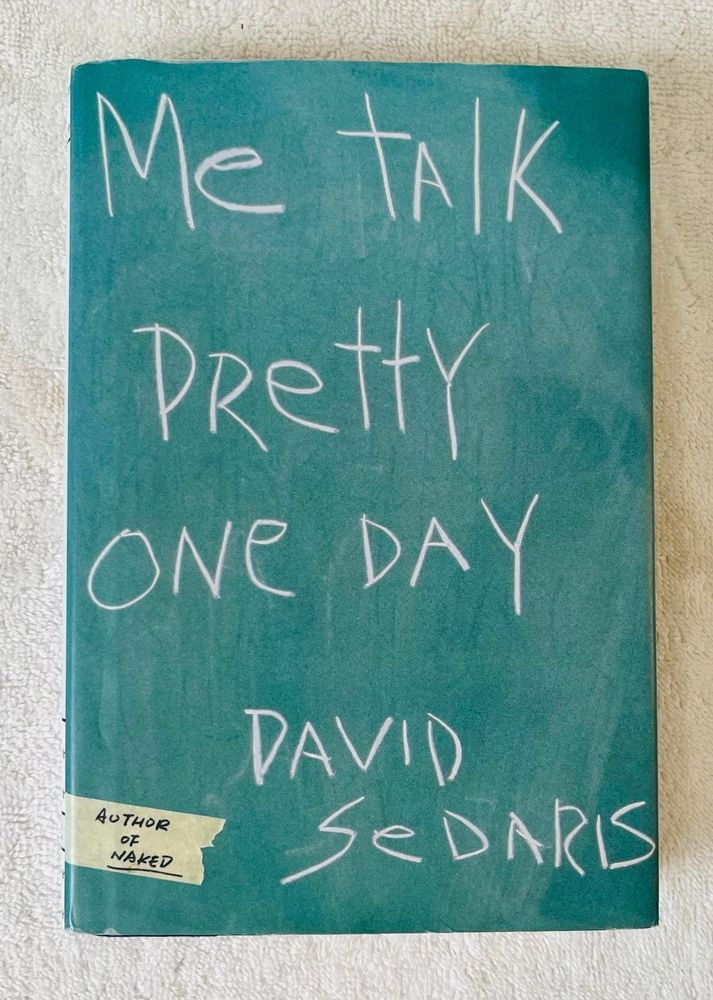 Me TALK
PReTTY
ONe DAY
DAVID
SeDARIS
AUTHOR
OF
NAKED